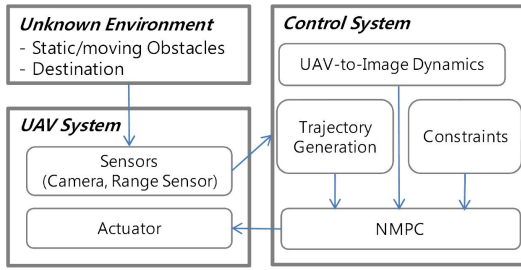 Unknown Environment
- Static/moving Obstacles
- Destination
UAV System
Sensors
(Camera, Range Sensor)
Actuator
Control System
UAV-to-Image Dynamics
Trajectory
Generation
Constraints
NMPC